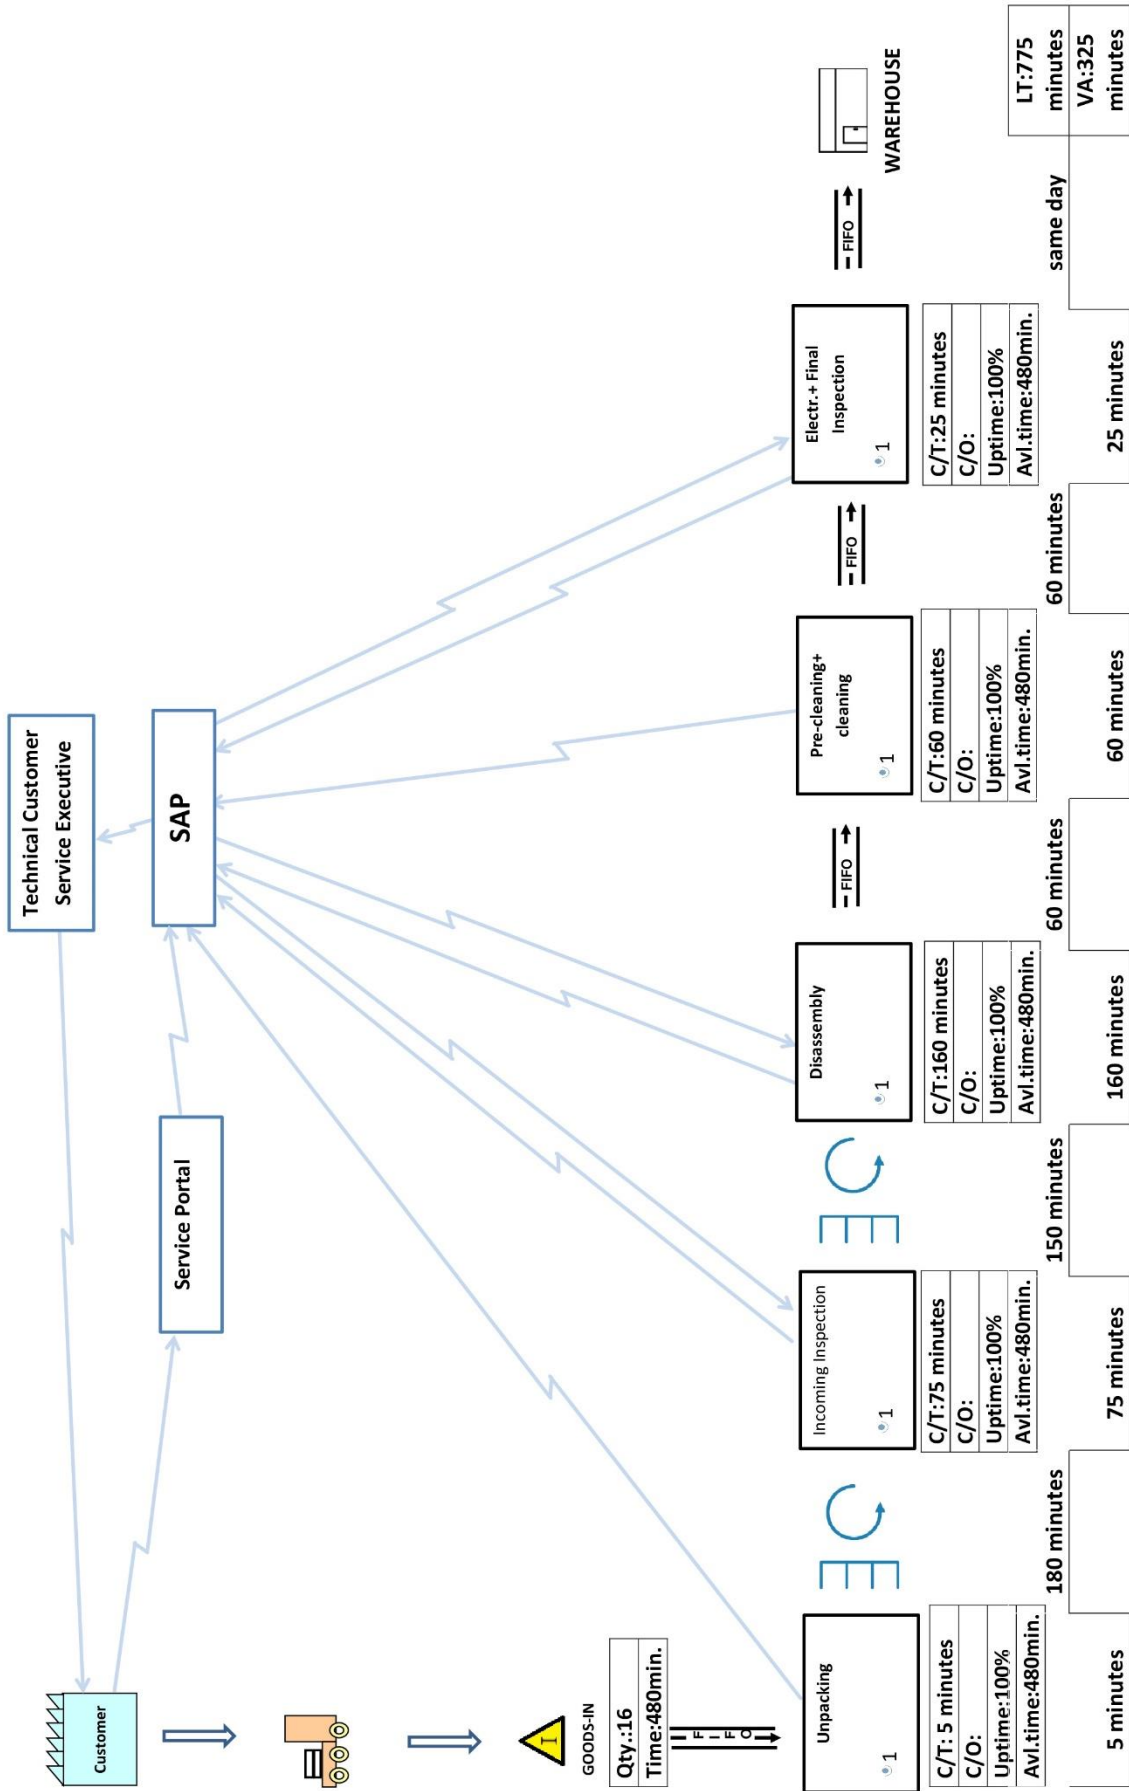 Customer
Technical Customer
Service Executive
Service Portal
SAP
I
GOODS-IN
Qty.:16
Time:480min.
FIFO
Unpacking
1
C/T: 5 minutes
C/O:
Uptime:100%
Avl.time:480min.
Incoming Inspection
1
C/T:75 minutes
C/O:
Uptime:100%
Avl.time:480min.
Disassembly
1
C/T:160 minutes
C/O:
Uptime:100%
Avl.time:480min.
FIFO
Pre-cleaning+
cleaning
1
C/T:60 minutes
C/O:
Uptime:100%
Avl.time:480min.
FIFO
Electr.+ Final
Inspection
1
C/T:25 minutes
C/O:
Uptime:100%
Avl.time:480min.
FIFO
WAREHOUSE
5 minutes
180 minutes
75 minutes
150 minutes
160 minutes
60 minutes
60 minutes
60 minutes
25 minutes
same day
LT:775
minutes
VA:325
minutes